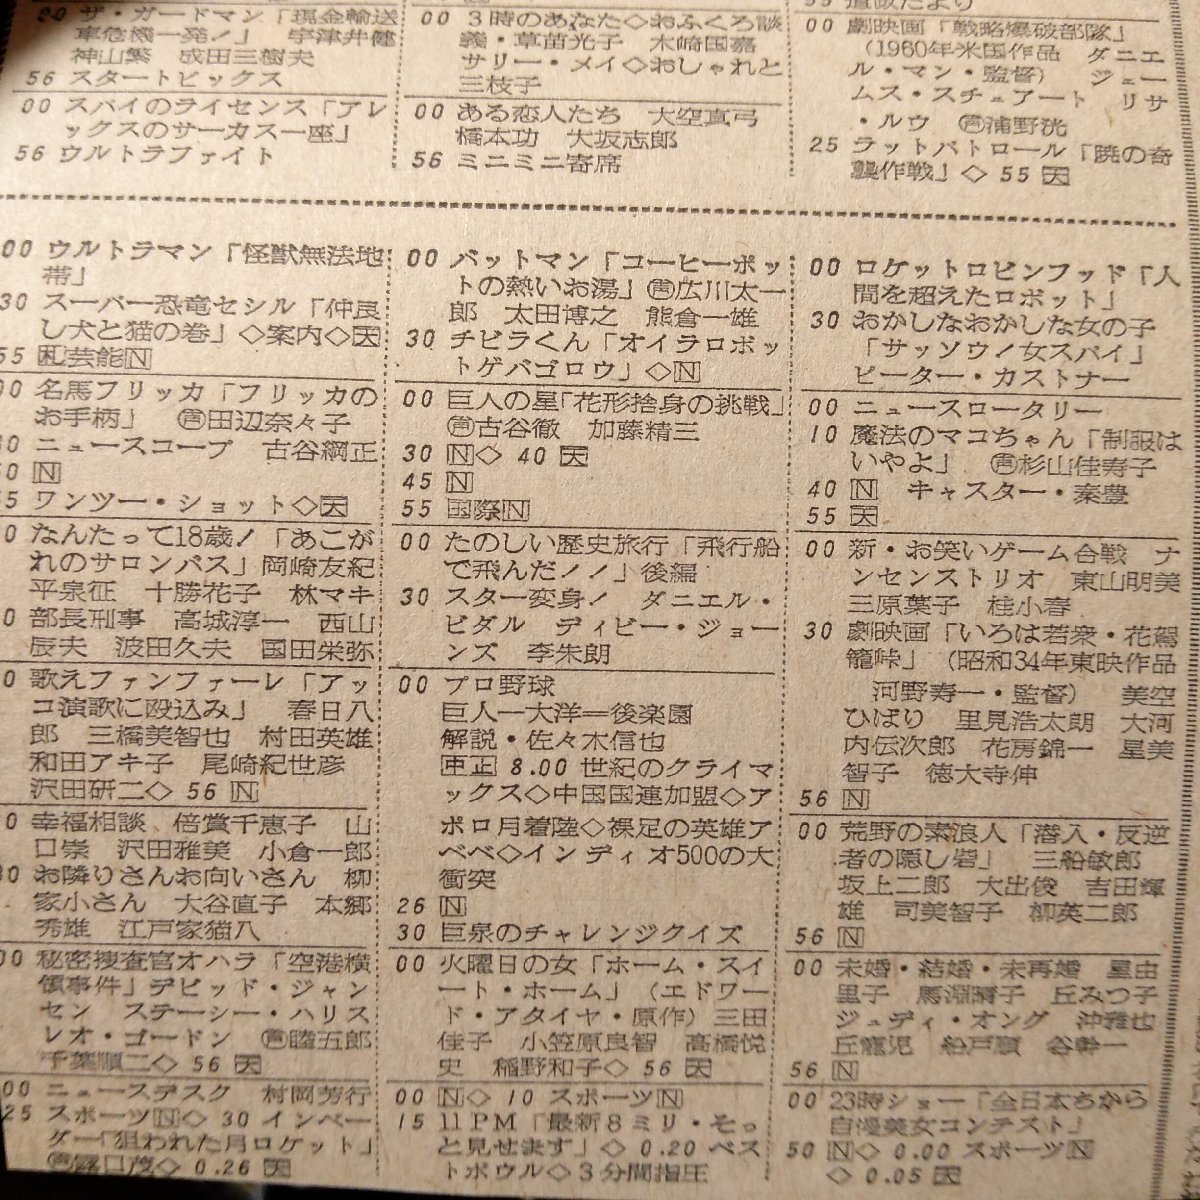 00 ザ・ガードマン「現金輸送
車危機一発！」 宇津井健
神山繁 成田三樹夫
56 スタートピックス
00 スパイのライセンス「アレ
ックスのサーカス一座」
56 ウルトラファイト
00 ウルトラマン「怪獣無法地
帯」
30 スーパー恐竜セシル「仲良
し犬と猫の巻」◇案内◇天
55 札芸能N
00 名馬フリッカ「フリッカの
お手柄」 声田辺奈々子
30 ニュースコープ 古谷綱正
50 N
55 ワンツー・ショット◇天
0 なんたって18歳！「あこが
れのサロンバス」岡崎友紀
平泉征 十勝花子 林マキ
0 部長刑事 高城淳一 西山
辰夫 波田久夫 国田栄弥
0 歌えファンファーレ「アッ
コ演歌に殴込み」 春日八
郎 三橋美智也 村田英雄
和田アキ子 尾崎紀世彦
沢田研二◇ 56 N
0 幸福相談 倍賞千恵子 山
口崇 沢田雅美 小倉一郎
30 お隣りさんお向いさん 柳
家小さん 大谷直子 本郷
秀雄 江戸家猫八
00 秘密捜査官オハラ「空港横
領事件」デビッド・ジャン
セン ステーシー・ハリス
レオ・ゴードン 声睦五郎
千葉順二◇ 56 天
00 ニュースデスク 村岡芳行
25 スポーツN◇ 30 インベー
ダー「狙われた月ロケット」
声露口茂◇ 0.26 天
00 3時のあなた◇おふくろ談
義・草笛光子 木崎国嘉
サリー・メイ◇おしゃれと
三枝子
00 ある恋人たち 大空真弓
橋本功 大坂志郎
56 ミニミニ寄席
00 バットマン「コーヒーポッ
トの熱いお湯」声広川太一
郎 太田博之 熊倉一雄
30 チビラくん「オイラロボッ
トゲバゴロウ」◇N
00 巨人の星「花形捨身の挑戦」
声古谷徹 加藤精三
30 N◇ 40 天
45 N
55 国際N
00 たのしい歴史旅行「飛行船
で飛んだ！！」後編
30 スター変身！ ダニエル・
ビダル デイビー・ジョー
ンズ 李朱朗
00 プロ野球
巨人―大洋＝後楽園
解説・佐々木信也
中止 8.00 世紀のクライマ
ックス◇中国国連加盟◇ア
ポロ月着陸◇裸足の英雄ア
ベベ◇インディオ500の大
衝突
26 N
30 巨泉のチャレンジクイズ
00 火曜日の女「ホーム・スイ
ート・ホーム」（エドワー
ド・アタイヤ・原作）三田
佳子 小笠原良智 高橋悦
史 稲野和子◇ 56 天
00 N◇ 10 スポーツN
15 11PM「最新8ミリ・そっ
と見せます」◇ 0.20 ベス
トボウル◇3分間指圧
55 道政だより
00 劇映画「戦略爆破部隊」
（1960年米国作品 ダニエ
ル・マン・監督） ジェー
ムス・スチュアート リサ
・ルウ 声浦野洸
25 ラットパトロール「暁の奇
襲作戦」◇ 55 天
00 ロケットロビンフッド「人
間を超えたロボット」
30 おかしなおかしな女の子
「サッソウ！女スパイ」
ピーター・カストナー
00 ニュースロータリー
10 魔法のマコちゃん「制服は
いやよ」 声杉山佳寿子
40 N キャスター・秦豊
55 天
00 新・お笑いゲーム合戦 ナ
ンセンストリオ 東山明美
三原葉子 桂小春
30 劇映画「いろは若衆・花駕
籠峠」（昭和34年東映作品
河野寿一・監督） 美空
ひばり 里見浩太朗 大河
内伝次郎 花房錦一 星美
智子 徳大寺伸
56 N
00 荒野の素浪人「潜入・反逆
者の隠し砦」 三船敏郎
坂上二郎 大出俊 吉田輝
雄 司美智子 柳英二郎
56 N
00 未婚・結婚・未再婚 星由
里子 馬淵晴子 丘みつ子
ジュディ・オング 沖雅也
丘龍児 船戸順 谷幹一
56 N
00 23時ショー「全日本ちから
自慢美女コンテスト」
50 N◇ 0.00 スポーツN
◇ 0.05 天